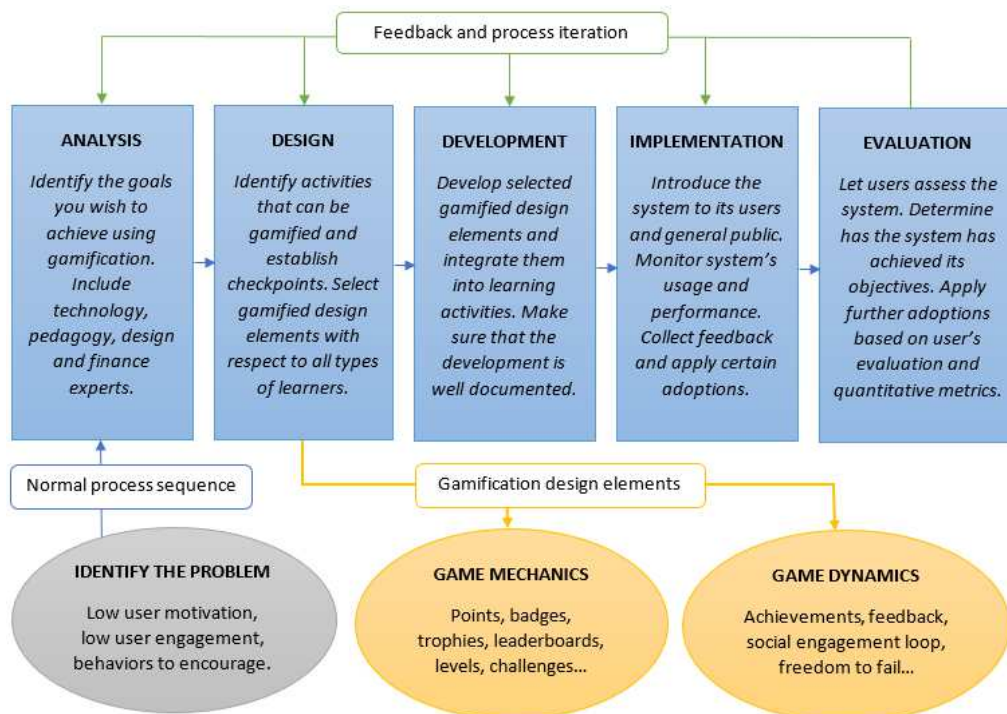 Feedback and process iteration
ANALYSIS
Identify the goals
you wish to
achieve using
gamification.
Include
technology,
pedagogy, design
and finance
experts.
DESIGN
Identify activities
that can be
gamified and
establish
checkpoints. Select
gamified design
elements with
respect to all types
of learners.
DEVELOPMENT
Develop selected
gamified design
elements and
integrate them
into learning
activities. Make
sure that the
development is
well documented.
IMPLEMENTATION
Introduce the
system to its users
and general public.
Monitor system's
usage and
performance.
Collect feedback
and apply certain
adoptions.
EVALUATION
Let users assess the
system. Determine
has the system has
achieved its
objectives. Apply
further adoptions
based on user's
evaluation and
quantitative metrics.
Normal process sequence
Gamification design elements
IDENTIFY THE PROBLEM
Low user motivation,
low user engagement,
behaviors to encourage.
GAME MECHANICS
Points, badges,
trophies, leaderboards,
levels, challenges...
GAME DYNAMICS
Achievements, feedback,
social engagement loop,
freedom to fail...